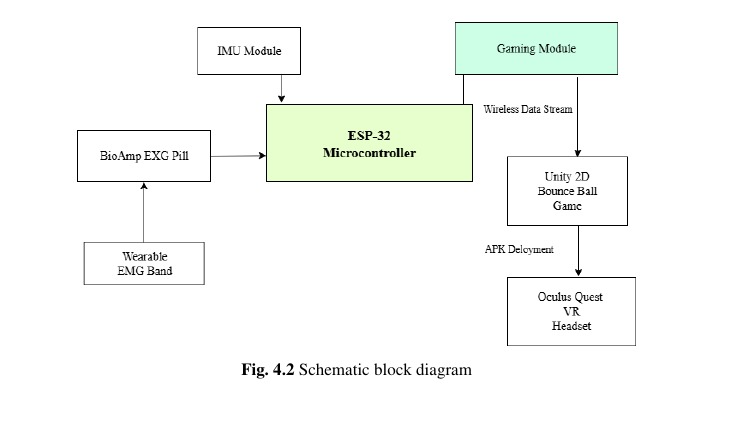 IMU Module
Gaming Module
Wireless Data Stream
ESP-32
Microcontroller
BioAmp EXG Pill
Unity 2D
Bounce Ball
Game
Wearable
EMG Band
APK Deloyment
Oculus Quest
VR
Headset
Fig. 4.2 Schematic block diagram